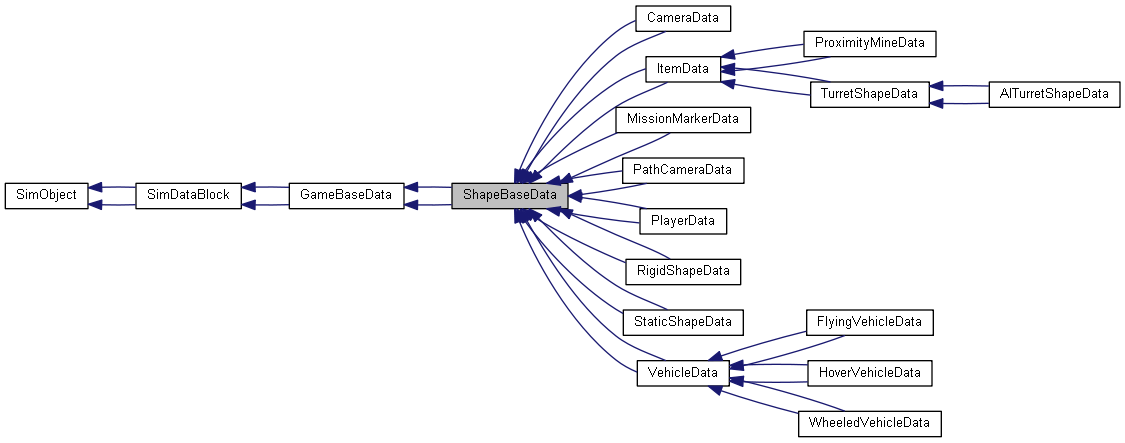 CameraData
ProximityMineData
ItemData
TurretShapeData
AITurretShapeData
MissionMarkerData
PathCameraData
SimObject
SimDataBlock
GameBaseData
ShapeBaseData
PlayerData
RigidShapeData
StaticShapeData
FlyingVehicleData
VehicleData
HoverVehicleData
WheeledVehicleData